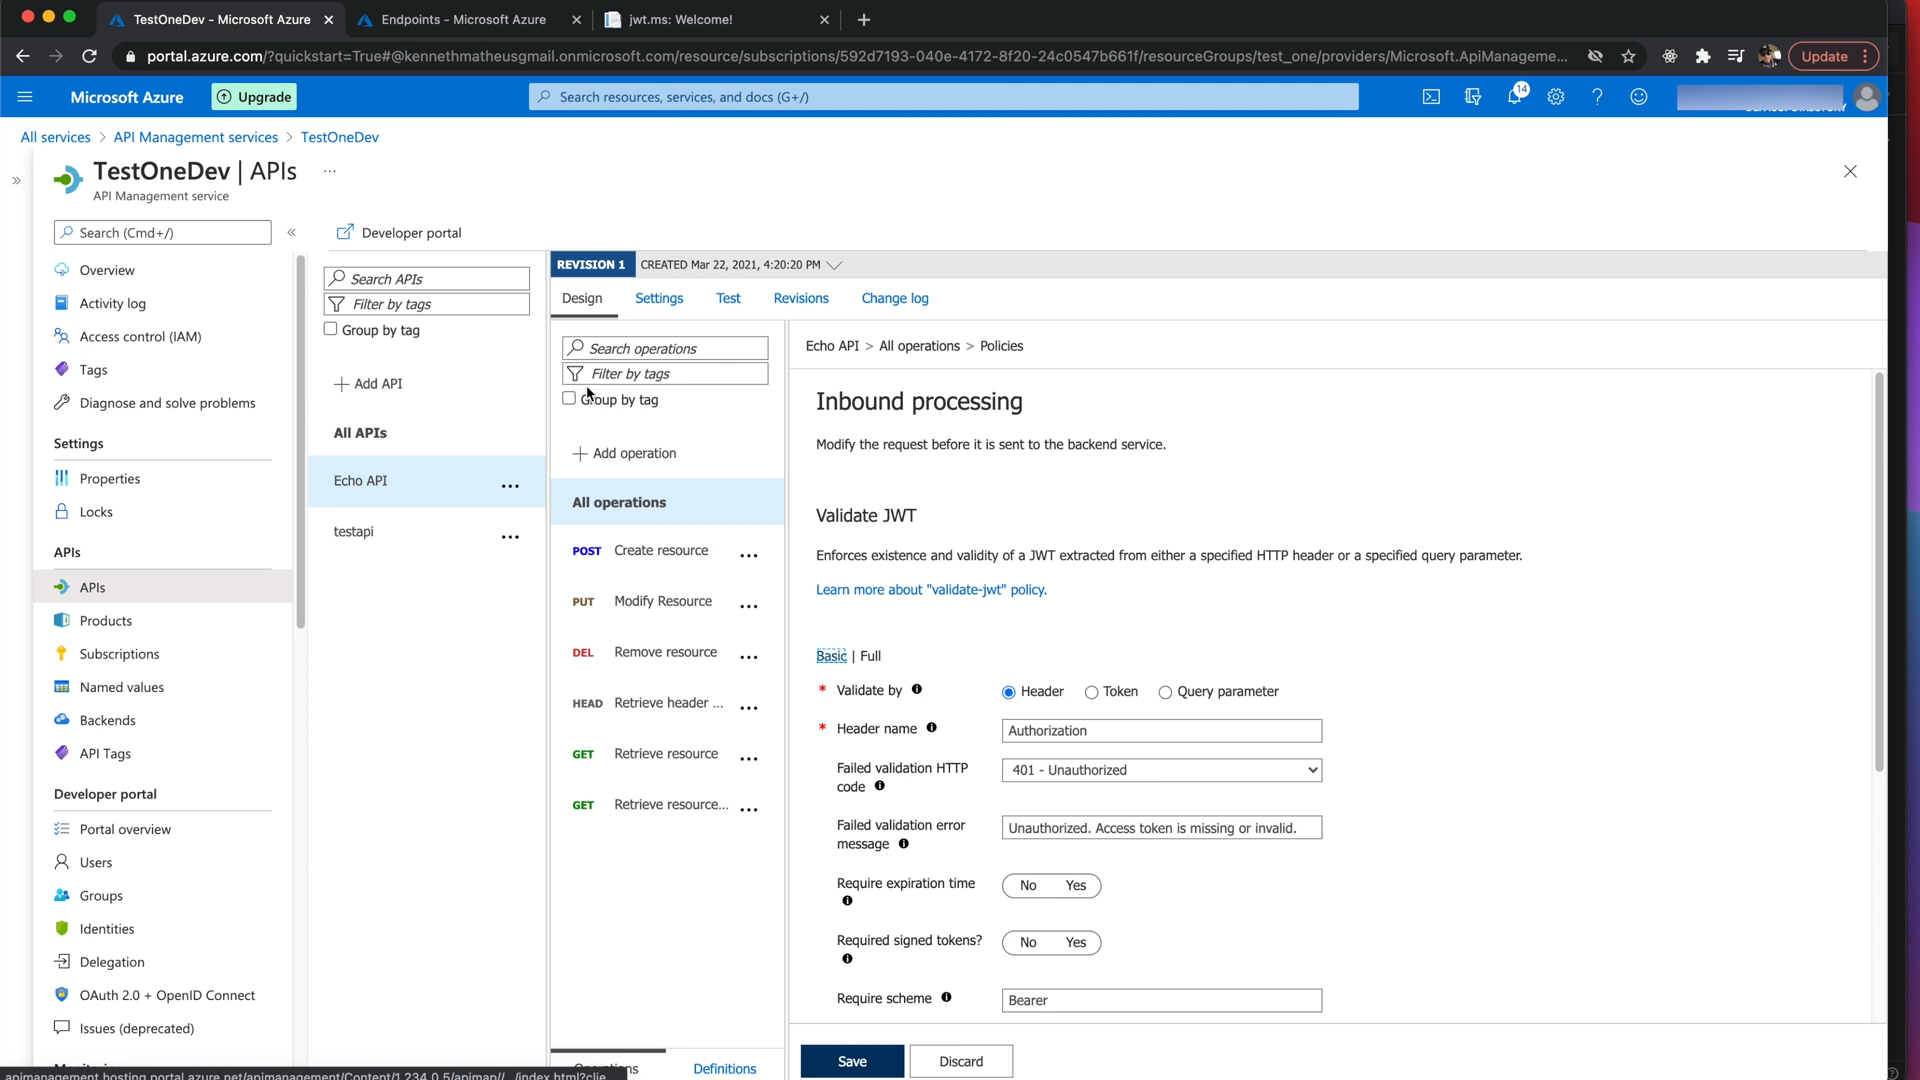 TestOneDev - Microsoft Azure
Endpoints - Microsoft Azure
jwt.ms: Welcome!
portal.azure.com/?quickstart=True#@kennethmatheusgmail.onmicrosoft.com/resource/subscriptions/592d7193-040e-4172-8f20-24c0547b661f/resourceGroups/test_one/providers/Microsoft.ApiManageme...
Update
Microsoft Azure
Upgrade
Search resources, services, and docs (G+/)
14
All services > API Management services > TestOneDev
TestOneDev | APIs ...
API Management service
Search (Cmd+/)
Overview
Activity log
Access control (IAM)
Tags
Diagnose and solve problems
Settings
Properties
Locks
APIs
APIs
Products
Subscriptions
Named values
Backends
API Tags
Developer portal
Portal overview
Users
Groups
Identities
Delegation
OAuth 2.0 + OpenID Connect
Issues (deprecated)
Developer portal
Search APIs
Filter by tags
Group by tag
Add API
All APIs
Echo API ...
testapi ...
REVISION 1 CREATED Mar 22, 2021, 4:20:20 PM
Design Settings Test Revisions Change log
Search operations
Filter by tags
Group by tag
Add operation
All operations
POST Create resource ...
PUT Modify Resource ...
DEL Remove resource ...
HEAD Retrieve header ... ...
GET Retrieve resource ...
GET Retrieve resource... ...
Definitions
Echo API > All operations > Policies
Inbound processing
Modify the request before it is sent to the backend service.
Validate JWT
Enforces existence and validity of a JWT extracted from either a specified HTTP header or a specified query parameter.
Learn more about "validate-jwt" policy.
Basic | Full
* Validate by Header Token Query parameter
* Header name Authorization
Failed validation HTTP code 401 - Unauthorized
Failed validation error message Unauthorized. Access token is missing or invalid.
Require expiration time No Yes
Required signed tokens? No Yes
Require scheme Bearer
Save Discard